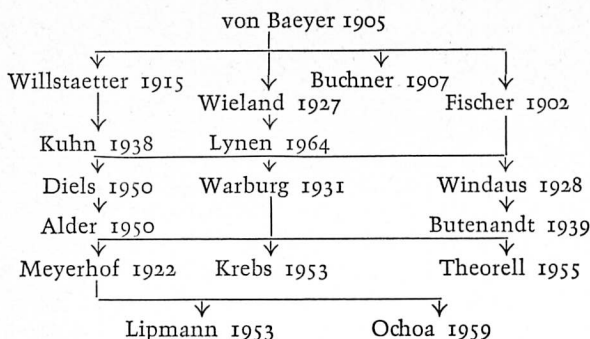 von Baeyer 1905
Willstaetter 1915
Buchner 1907
Wieland 1927
Fischer 1902
Kuhn 1938 Lynen 1964
Diels 1950 Warburg 1931 Windaus 1928
Alder 1950 Butenandt 1939
Meyerhof 1922 Krebs 1953 Theorell 1955
Lipmann 1953 Ochoa 1959